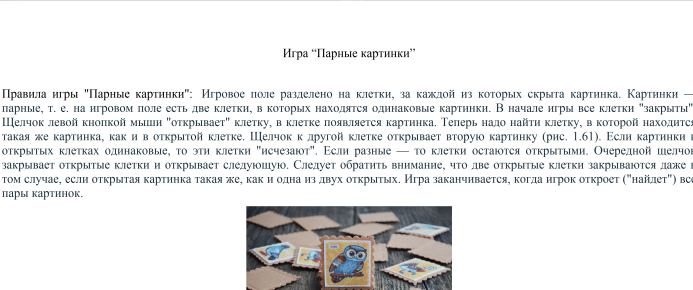 Игра “Парные картинки”
Правила игры "Парные картинки": Игровое поле разделено на клетки, за каждой из которых скрыта картинка. Картинки —
парные, т. е. на игровом поле есть две клетки, в которых находятся одинаковые картинки. В начале игры все клетки "закрыты".
Щелчок левой кнопкой мыши "открывает" клетку, в клетке появляется картинка. Теперь надо найти клетку, в которой находится
такая же картинка, как и в открытой клетке. Щелчок к другой клетке открывает вторую картинку (рис. 1.61). Если картинки в
открытых клетках одинаковые, то эти клетки "исчезают". Если разные — то клетки остаются открытыми. Очередной щелчок
закрывает открытые клетки и открывает следующую. Следует обратить внимание, что две открытые клетки закрываются даже в
том случае, если открытая картинка такая же, как и одна из двух открытых. Игра заканчивается, когда игрок откроет ("найдет") все
пары картинок.